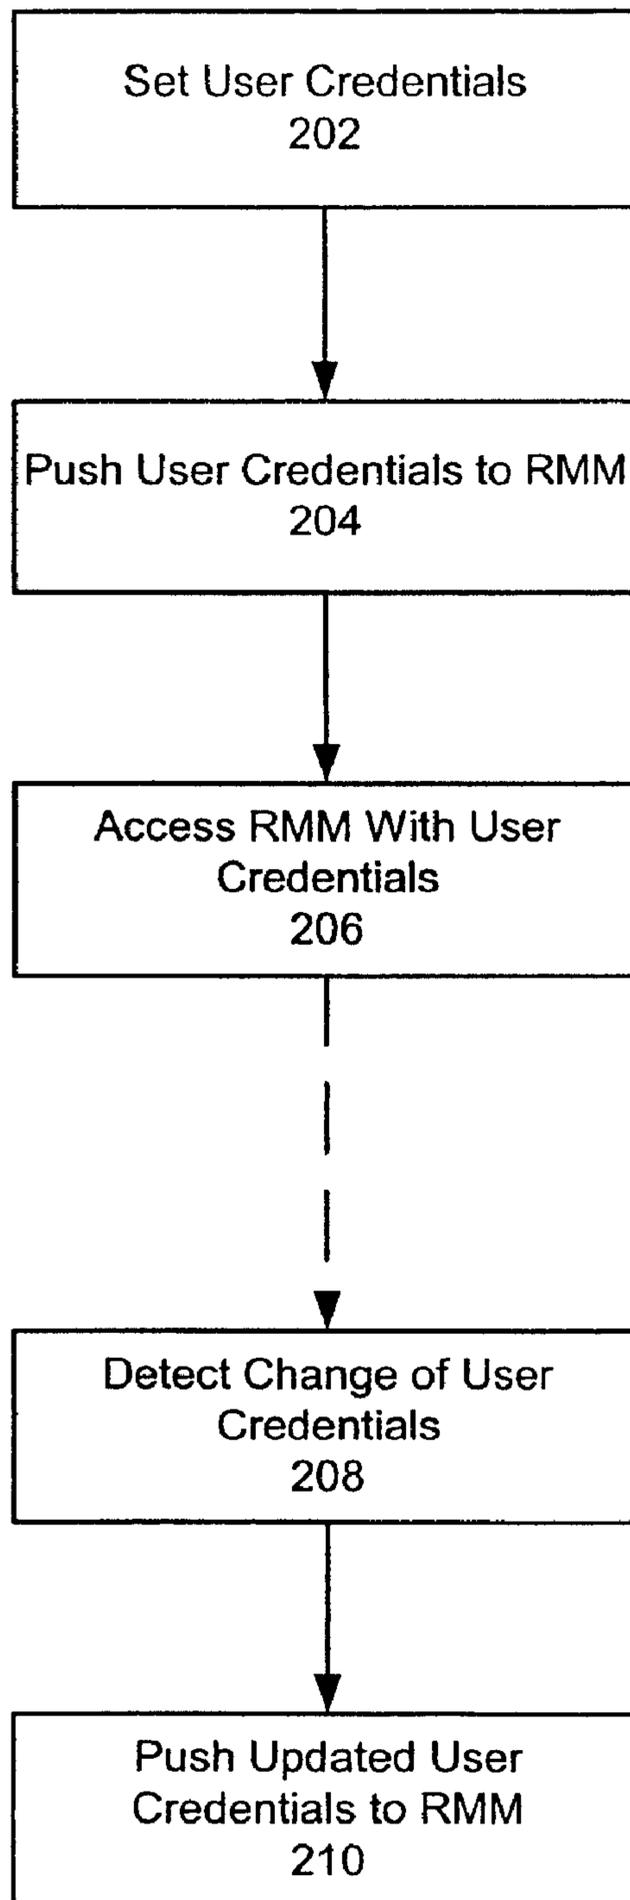 Set User Credentials
202
Push User Credentials to RMM
204
Access RMM With User
Credentials
206
Detect Change of User
Credentials
208
Push Updated User
Credentials to RMM
210